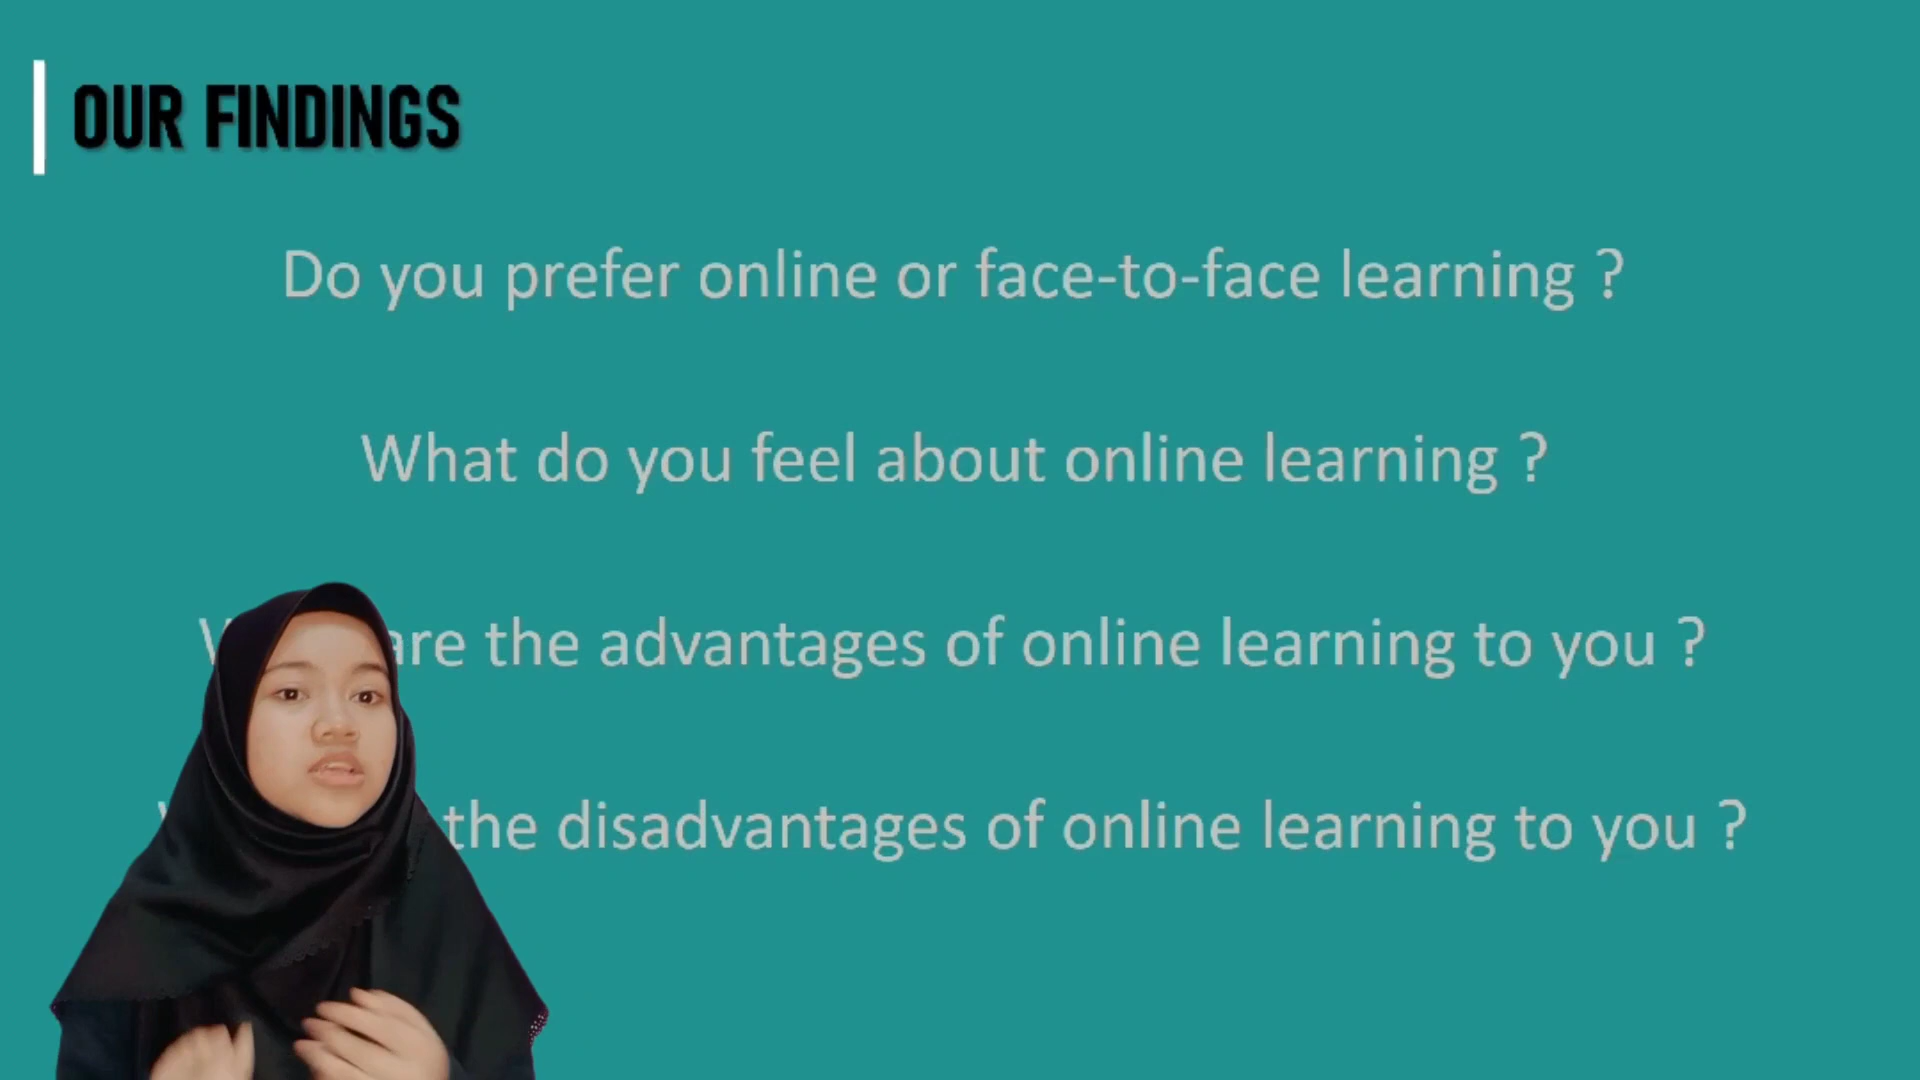 OUR FINDINGS
Do you prefer online or face-to-face learning ?
What do you feel about online learning ?
are the advantages of online learning to you ?
the disadvantages of online learning to you ?